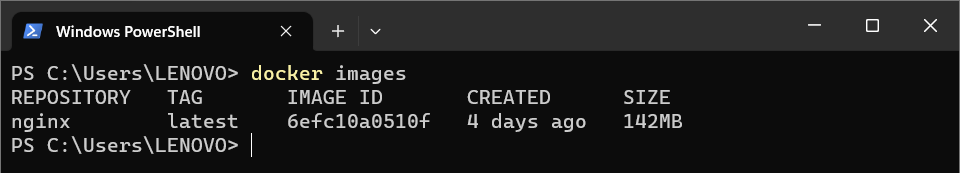 Windows PowerShell
PS C:\Users\LENOVO> docker images
REPOSITORY   TAG       IMAGE ID       CREATED      SIZE
nginx        latest    6efc10a0510f   4 days ago   142MB
PS C:\Users\LENOVO>